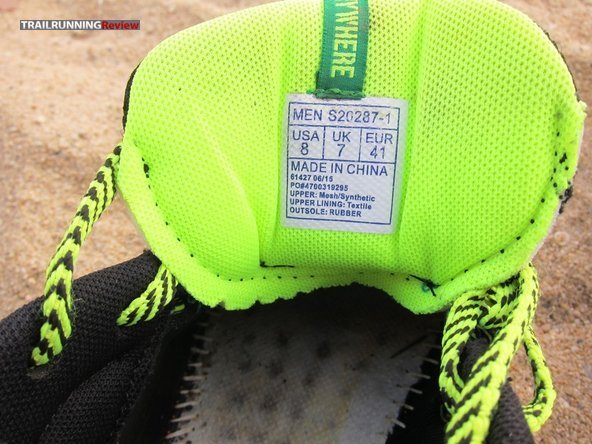 TRAILRUNNINGReview
YWHERE
MEN S20287-1
USA UK EUR
8 7 41
MADE IN CHINA
61427 06/15
PO#4700319295
UPPER: Mesh/Synthetic
UPPER LINING: Textile
OUTSOLE: RUBBER